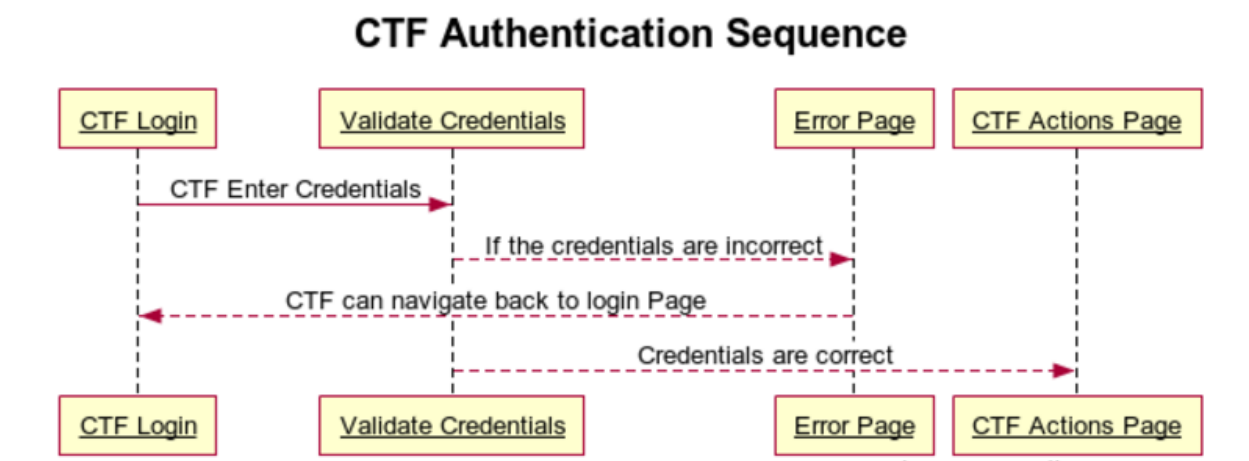 CTF Authentication Sequence
CTF Login
Validate Credentials
Error Page
CTF Actions Page
CTF Enter Credentials
If the credentials are incorrect
CTF can navigate back to login Page
Credentials are correct
CTF Login
Validate Credentials
Error Page
CTF Actions Page